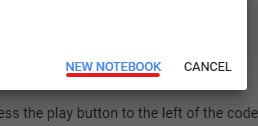 NEW NOTEBOOK CANCEL
ess the play button to the left of the code